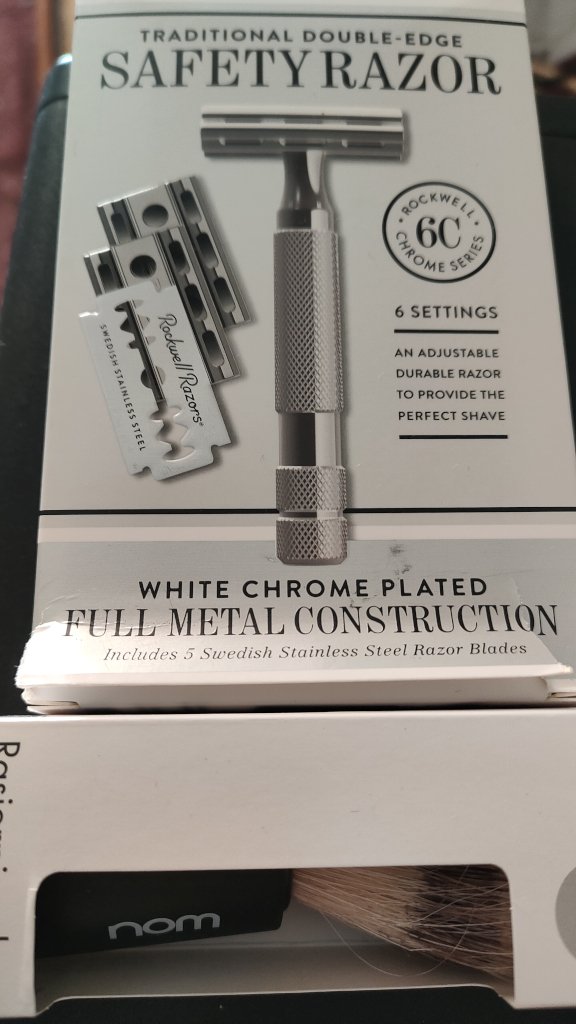 TRADITIONAL DOUBLE-EDGE
SAFETY RAZOR
ROCKWELL
6C
CHROME SERIES
6 SETTINGS
AN ADJUSTABLE
DURABLE RAZOR
TO PROVIDE THE
PERFECT SHAVE
Rockwell Razors®
SWEDISH STAINLESS STEEL
WHITE CHROME PLATED
FULL METAL CONSTRUCTION
Includes 5 Swedish Stainless Steel Razor Blades
nom